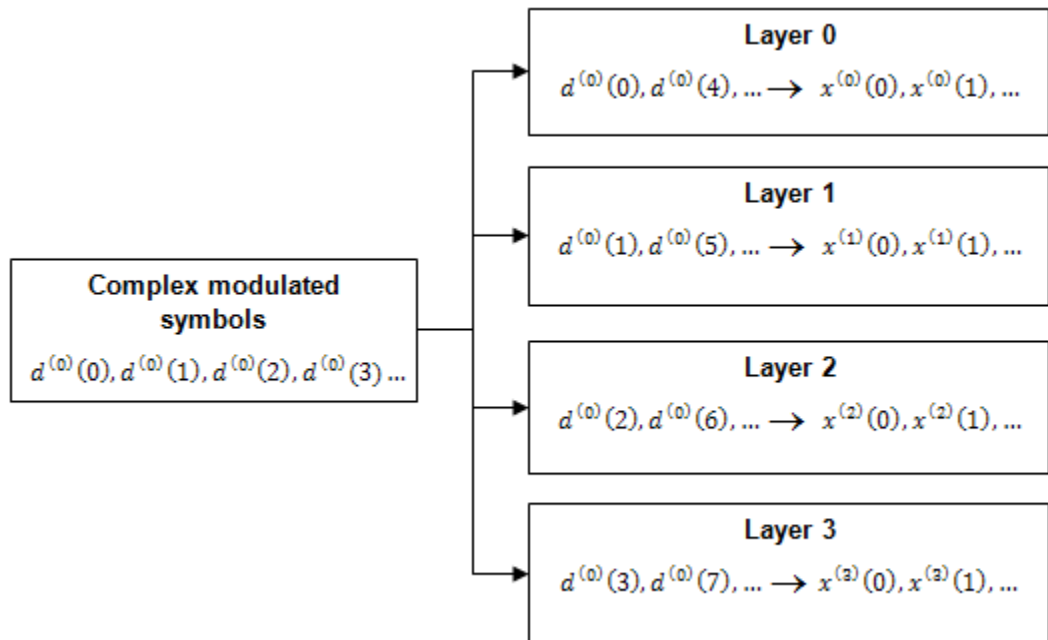 Layer 0
d⁽⁰⁾(0), d⁽⁰⁾(4), ... → x⁽⁰⁾(0), x⁽⁰⁾(1), ...
Layer 1
d⁽⁰⁾(1), d⁽⁰⁾(5), ... → x⁽¹⁾(0), x⁽¹⁾(1), ...
Complex modulated
symbols
d⁽⁰⁾(0), d⁽⁰⁾(1), d⁽⁰⁾(2), d⁽⁰⁾(3) ...
Layer 2
d⁽⁰⁾(2), d⁽⁰⁾(6), ... → x⁽²⁾(0), x⁽²⁾(1), ...
Layer 3
d⁽⁰⁾(3), d⁽⁰⁾(7), ... → x⁽³⁾(0), x⁽³⁾(1), ...